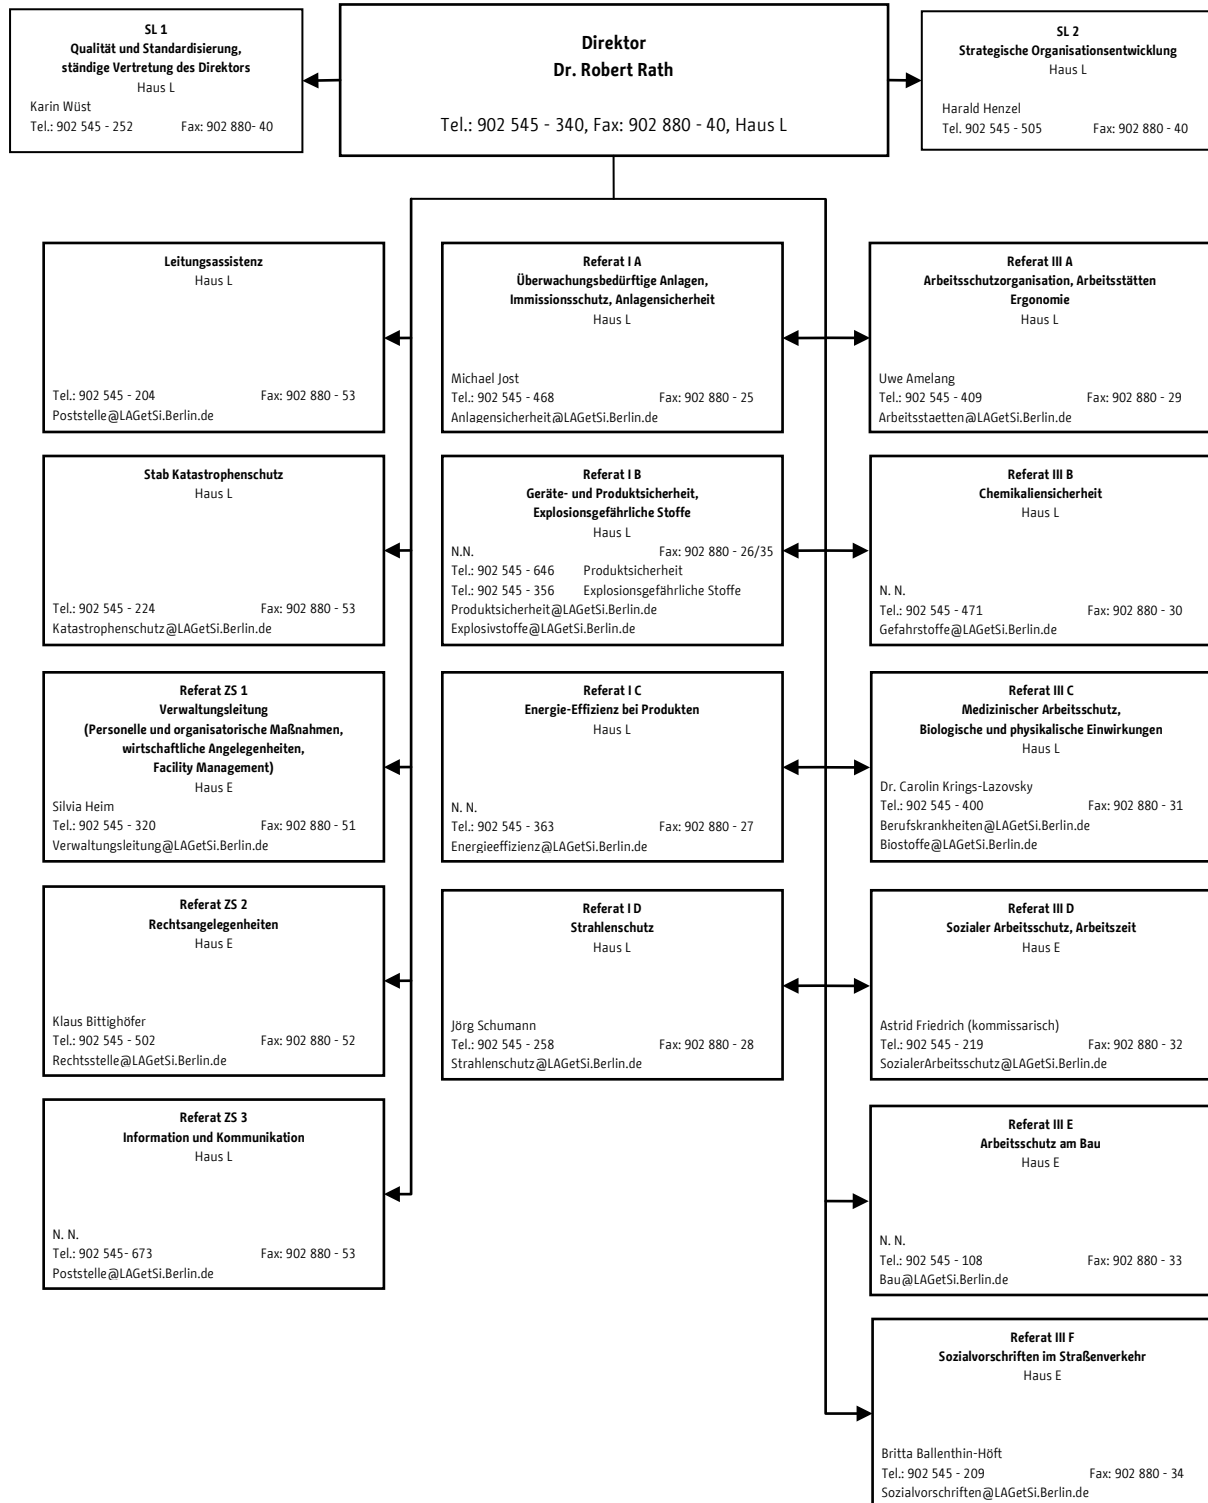 SL 1
Qualität und Standardisierung,
ständige Vertretung des Direktors
Haus L
Karin Wüst
Tel.: 902 545 - 252 Fax: 902 880- 40
Direktor
Dr. Robert Rath
Tel.: 902 545 - 340, Fax: 902 880 - 40, Haus L
SL 2
Strategische Organisationsentwicklung
Haus L
Harald Henzel
Tel. 902 545 - 505 Fax: 902 880 - 40
Leitungsassistenz
Haus L
Tel.: 902 545 - 204 Fax: 902 880 - 53
Poststelle@LAGetSi.Berlin.de
Stab Katastrophenschutz
Haus L
Tel.: 902 545 - 224 Fax: 902 880 - 53
Katastrophenschutz@LAGetSi.Berlin.de
Referat ZS 1
Verwaltungsleitung
(Personelle und organisatorische Maßnahmen,
wirtschaftliche Angelegenheiten,
Facility Management)
Haus E
Silvia Heim
Tel.: 902 545 - 320 Fax: 902 880 - 51
Verwaltungsleitung@LAGetSi.Berlin.de
Referat ZS 2
Rechtsangelegenheiten
Haus E
Klaus Bittighöfer
Tel.: 902 545 - 502 Fax: 902 880 - 52
Rechtsstelle@LAGetSi.Berlin.de
Referat ZS 3
Information und Kommunikation
Haus L
N. N.
Tel.: 902 545- 673 Fax: 902 880 - 53
Poststelle@LAGetSi.Berlin.de
Referat I A
Überwachungsbedürftige Anlagen,
Immissionsschutz, Anlagensicherheit
Haus L
Michael Jost
Tel.: 902 545 - 468 Fax: 902 880 - 25
Anlagensicherheit@LAGetSi.Berlin.de
Referat I B
Geräte- und Produktsicherheit,
Explosionsgefährliche Stoffe
Haus L
N.N. Fax: 902 880 - 26/35
Tel.: 902 545 - 646 Produktsicherheit
Tel.: 902 545 - 356 Explosionsgefährliche Stoffe
Produktsicherheit@LAGetSi.Berlin.de
Explosivstoffe@LAGetSi.Berlin.de
Referat I C
Energie-Effizienz bei Produkten
Haus L
N. N.
Tel.: 902 545 - 363 Fax: 902 880 - 27
Energieeffizienz@LAGetSi.Berlin.de
Referat I D
Strahlenschutz
Haus L
Jörg Schumann
Tel.: 902 545 - 258 Fax: 902 880 - 28
Strahlenschutz@LAGetSi.Berlin.de
Referat III A
Arbeitsschutzorganisation, Arbeitsstätten
Ergonomie
Haus L
Uwe Amelang
Tel.: 902 545 - 409 Fax: 902 880 - 29
Arbeitsstaetten@LAGetSi.Berlin.de
Referat III B
Chemikaliensicherheit
Haus L
N. N.
Tel.: 902 545 - 471 Fax: 902 880 - 30
Gefahrstoffe@LAGetSi.Berlin.de
Referat III C
Medizinischer Arbeitsschutz,
Biologische und physikalische Einwirkungen
Haus L
Dr. Carolin Krings-Lazovsky
Tel.: 902 545 - 400 Fax: 902 880 - 31
Berufskrankheiten@LAGetSi.Berlin.de
Biostoffe@LAGetSi.Berlin.de
Referat III D
Sozialer Arbeitsschutz, Arbeitszeit
Haus E
Astrid Friedrich (kommissarisch)
Tel.: 902 545 - 219 Fax: 902 880 - 32
SozialerArbeitsschutz@LAGetSi.Berlin.de
Referat III E
Arbeitsschutz am Bau
Haus E
N. N.
Tel.: 902 545 - 108 Fax: 902 880 - 33
Bau@LAGetSi.Berlin.de
Referat III F
Sozialvorschriften im Straßenverkehr
Haus E
Britta Ballenthin-Höft
Tel.: 902 545 - 209 Fax: 902 880 - 34
Sozialvorschriften@LAGetSi.Berlin.de